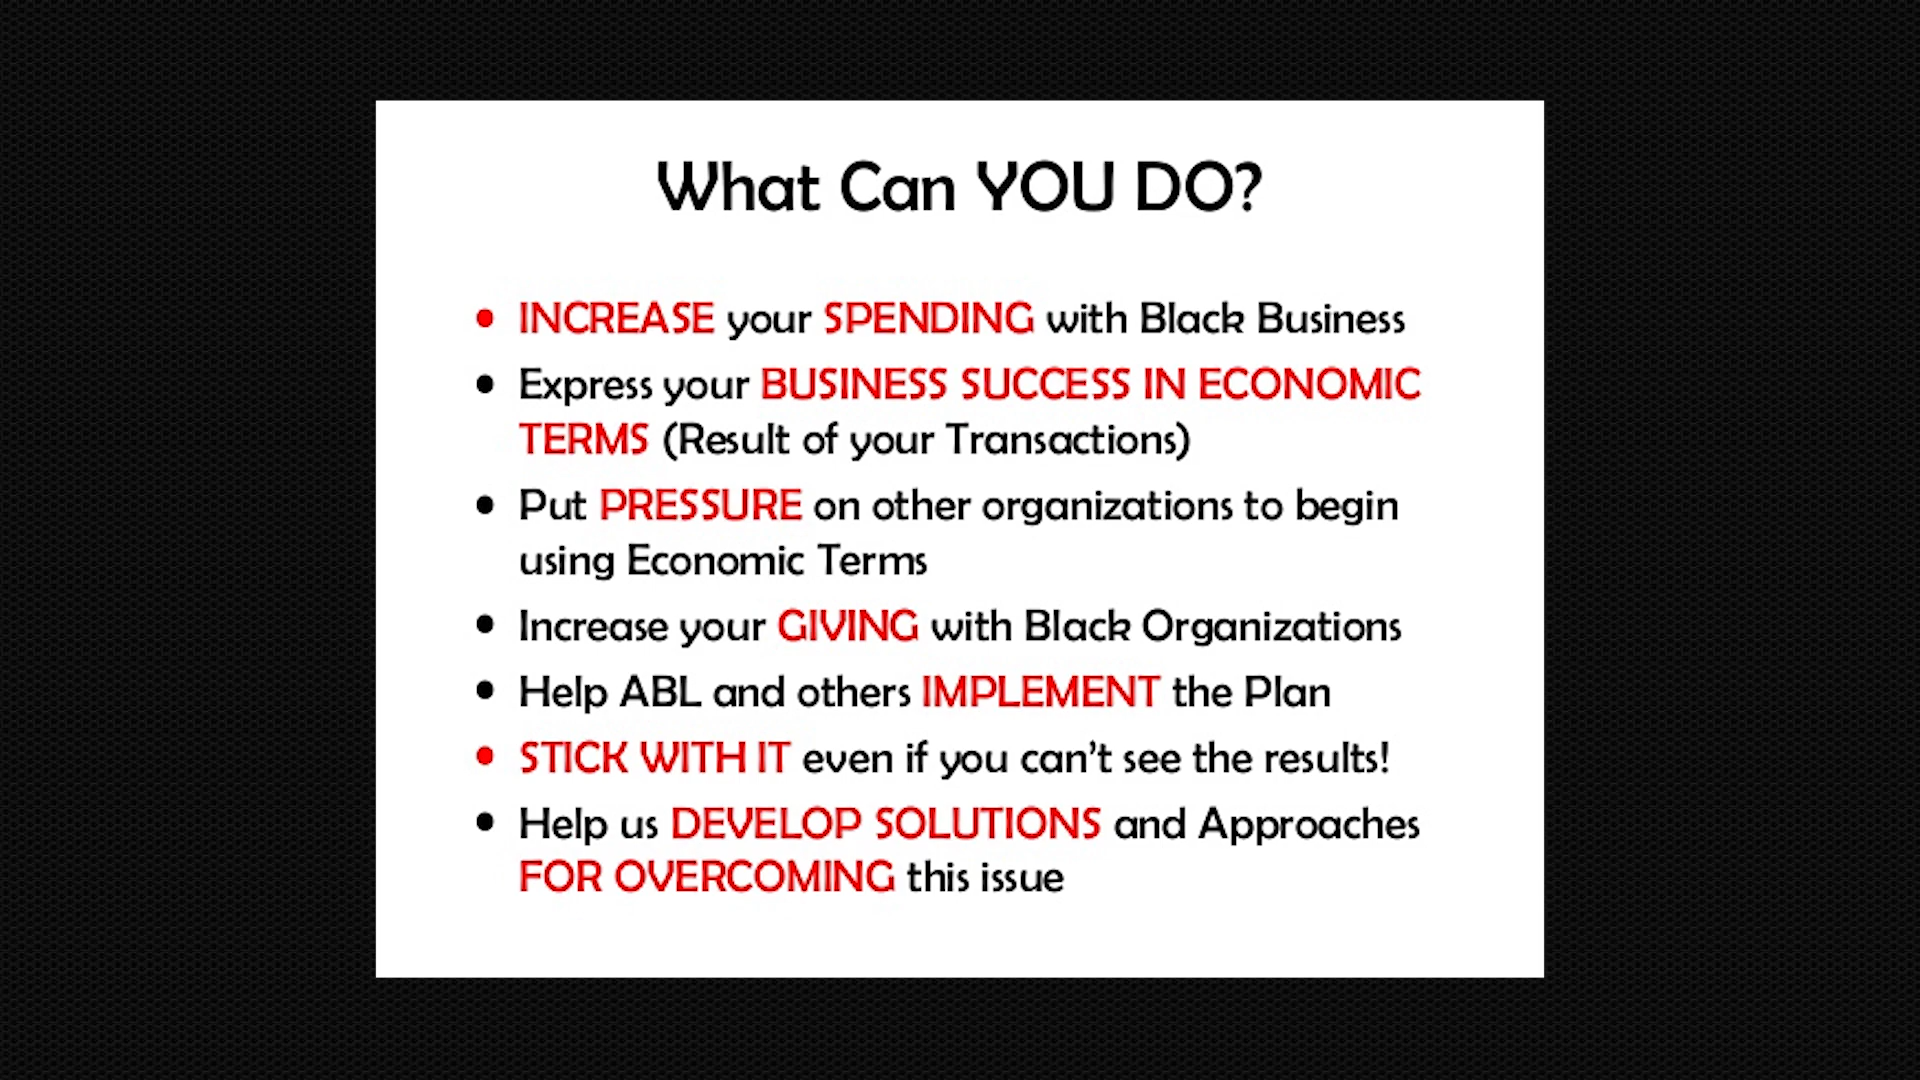 What Can YOU DO?
• INCREASE your SPENDING with Black Business
• Express your BUSINESS SUCCESS IN ECONOMIC
TERMS (Result of your Transactions)
• Put PRESSURE on other organizations to begin
using Economic Terms
• Increase your GIVING with Black Organizations
• Help ABL and others IMPLEMENT the Plan
• STICK WITH IT even if you can't see the results!
• Help us DEVELOP SOLUTIONS and Approaches
FOR OVERCOMING this issue